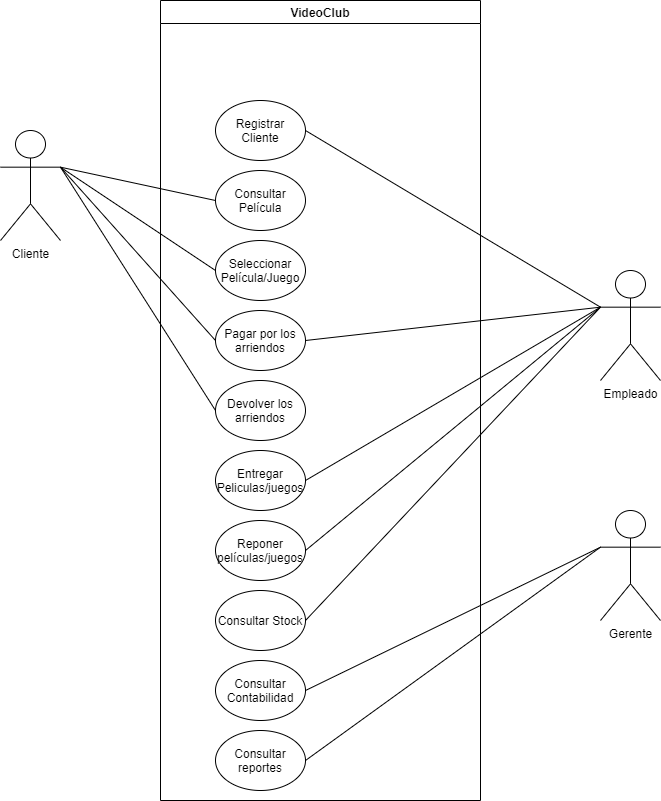 VideoClub
Registrar
Cliente
Consultar
Película
Cliente
Seleccionar
Película/Juego
Pagar por los
arriendos
Empleado
Devolver los
arriendos
Entregar
Peliculas/juegos
Reponer
películas/juegos
Consultar Stock
Gerente
Consultar
Contabilidad
Consultar
reportes